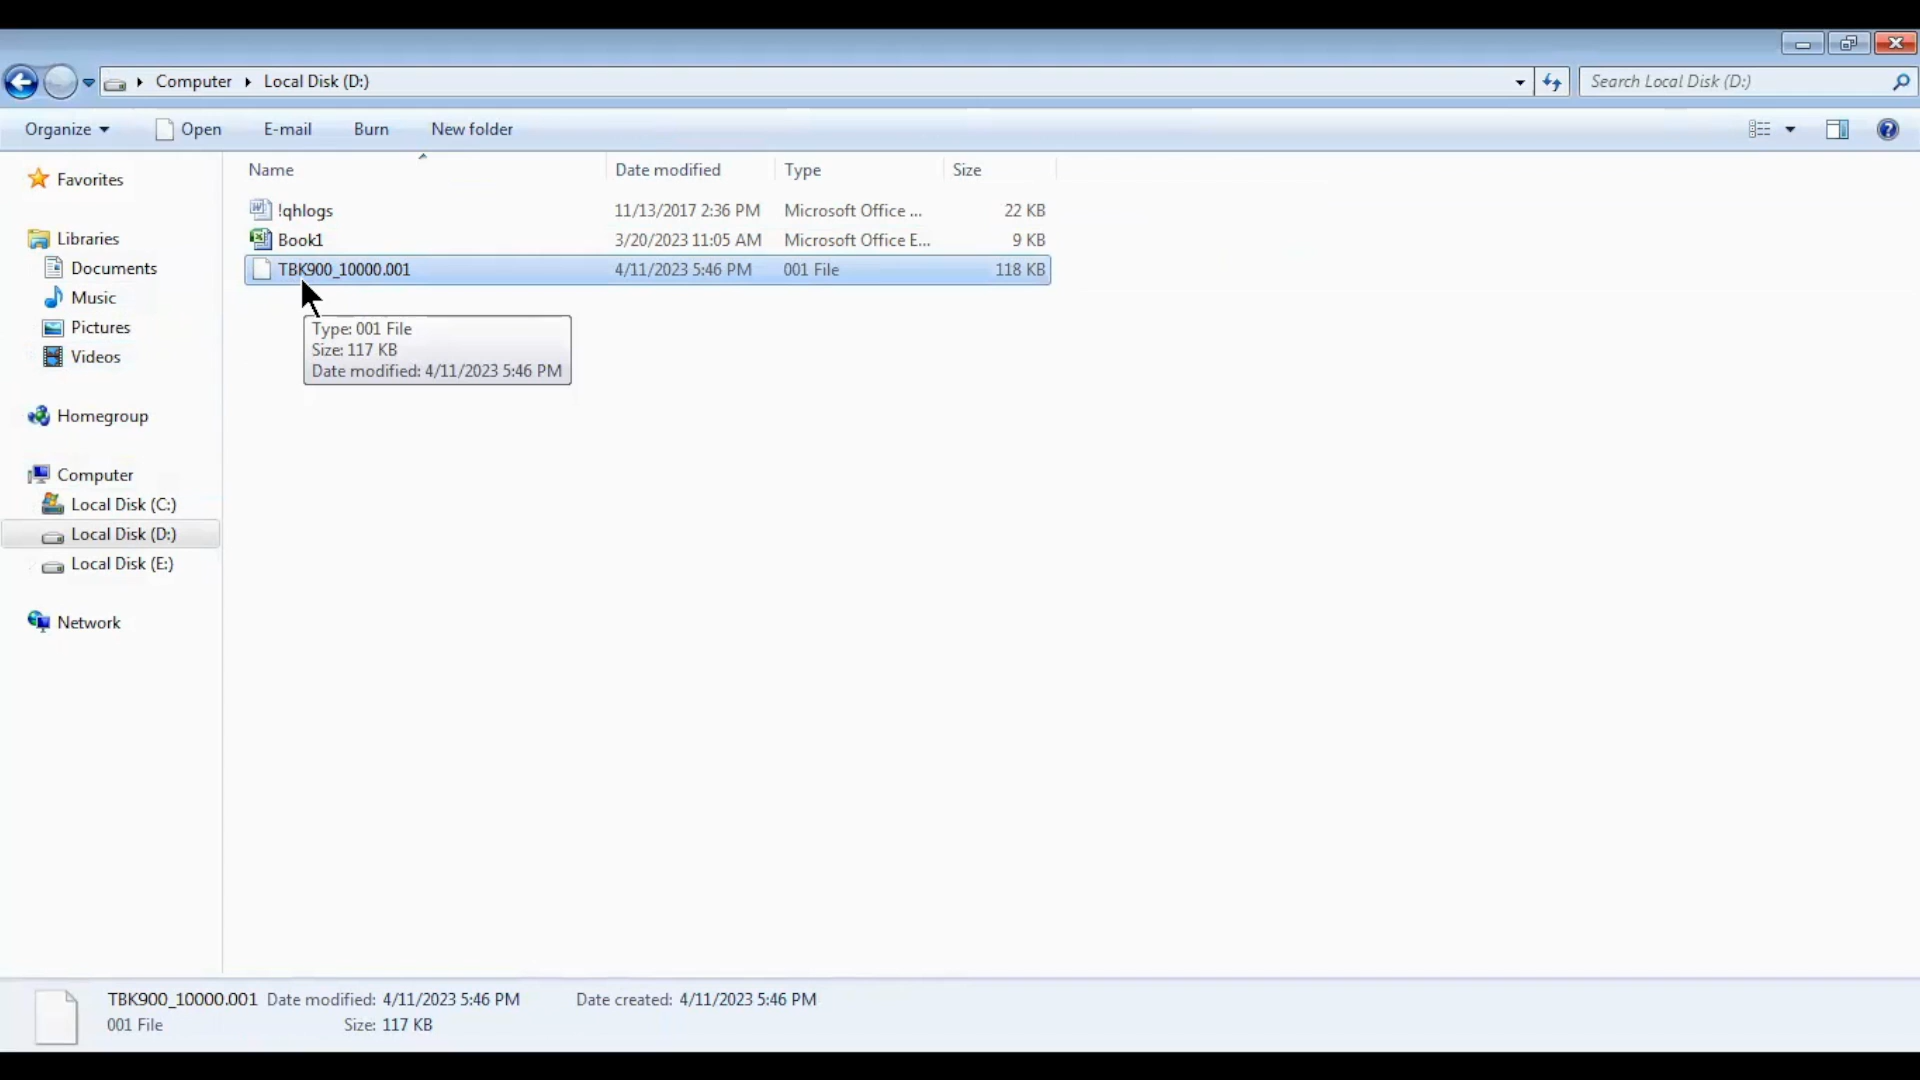 Computer Local Disk (D:) Search Local Disk (D:)
Organize Open E-mail Burn New folder
Name Date modified Type Size
Favorites
!qhlogs 11/13/2017 2:36 PM Microsoft Office ... 22 KB
Libraries
Book1 3/20/2023 11:05 AM Microsoft Office E... 9 KB
Documents
TBK900_10000.001 4/11/2023 5:46 PM 001 File 118 KB
Music
Pictures
Videos
Type: 001 File
Size: 117 KB
Date modified: 4/11/2023 5:46 PM
Homegroup
Computer
Local Disk (C:)
Local Disk (D:)
Local Disk (E:)
Network
TBK900_10000.001 Date modified: 4/11/2023 5:46 PM Date created: 4/11/2023 5:46 PM
001 File Size: 117 KB